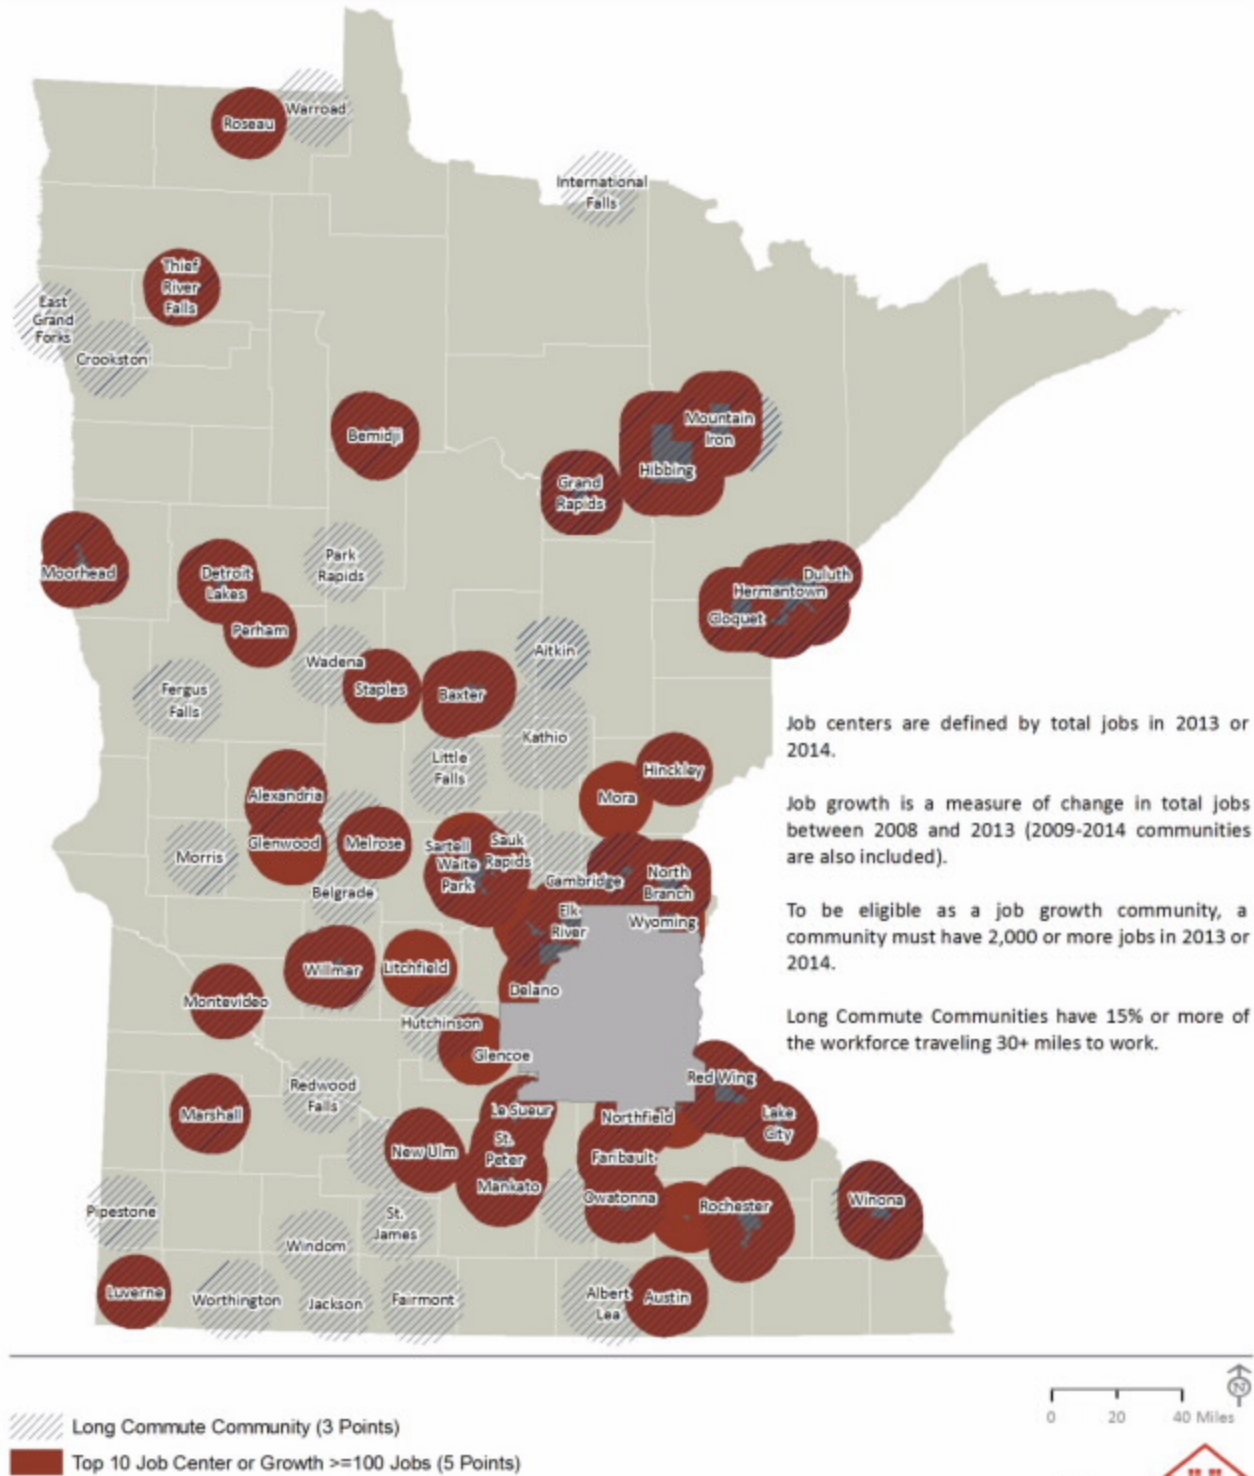 Warroad
Roseau
International
Falls
Thief
River
Falls
East
Grand
Forks
Crookston
Mountain
Iron
Bemidji
Hibbing
Grand
Rapids
Park
Rapids
Moorhead
Detroit
Lakes
Duluth
Hermantown
Cloquet
Perham
Aitkin
Wadena
Staples
Baxter
Fergus
Falls
Kathio
Little
Falls
Hinckley
Alexandria
Mora
Glenwood
Melrose
Sartell
Sauk
Rapids
Waite
Park
Morris
Cambridge
North
Branch
Belgrade
Elk
River
Wyoming
Willmar
Litchfield
Delano
Montevideo
Hutchinson
Glencoe
Red Wing
Redwood
Falls
Marshall
Le Sueur
Northfield
Lake
City
St.
Peter
New Ulm
Faribault
Mankato
Owatonna
Rochester
Winona
Pipestone
St.
James
Windom
Luverne
Worthington
Jackson
Fairmont
Albert
Lea
Austin
Job centers are defined by total jobs in 2013 or
2014.
Job growth is a measure of change in total jobs
between 2008 and 2013 (2009-2014 communities
are also included).
To be eligible as a job growth community, a
community must have 2,000 or more jobs in 2013 or
2014.
Long Commute Communities have 15% or more of
the workforce traveling 30+ miles to work.
N
0 20 40 Miles
Long Commute Community (3 Points)
Top 10 Job Center or Growth >=100 Jobs (5 Points)